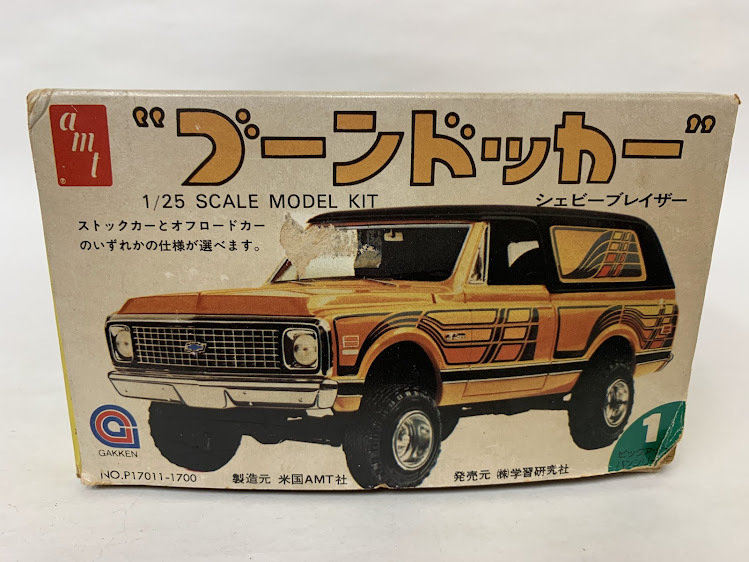 amt
®
“ブーンドッカー”
1/25 SCALE MODEL KIT
シェビーブレイザー
ストックカーとオフロードカー
のいずれかの仕様が選べます。
GAKKEN
NO.P17011-1700
製造元 米国AMT社
発売元 ㈱学習研究社
1